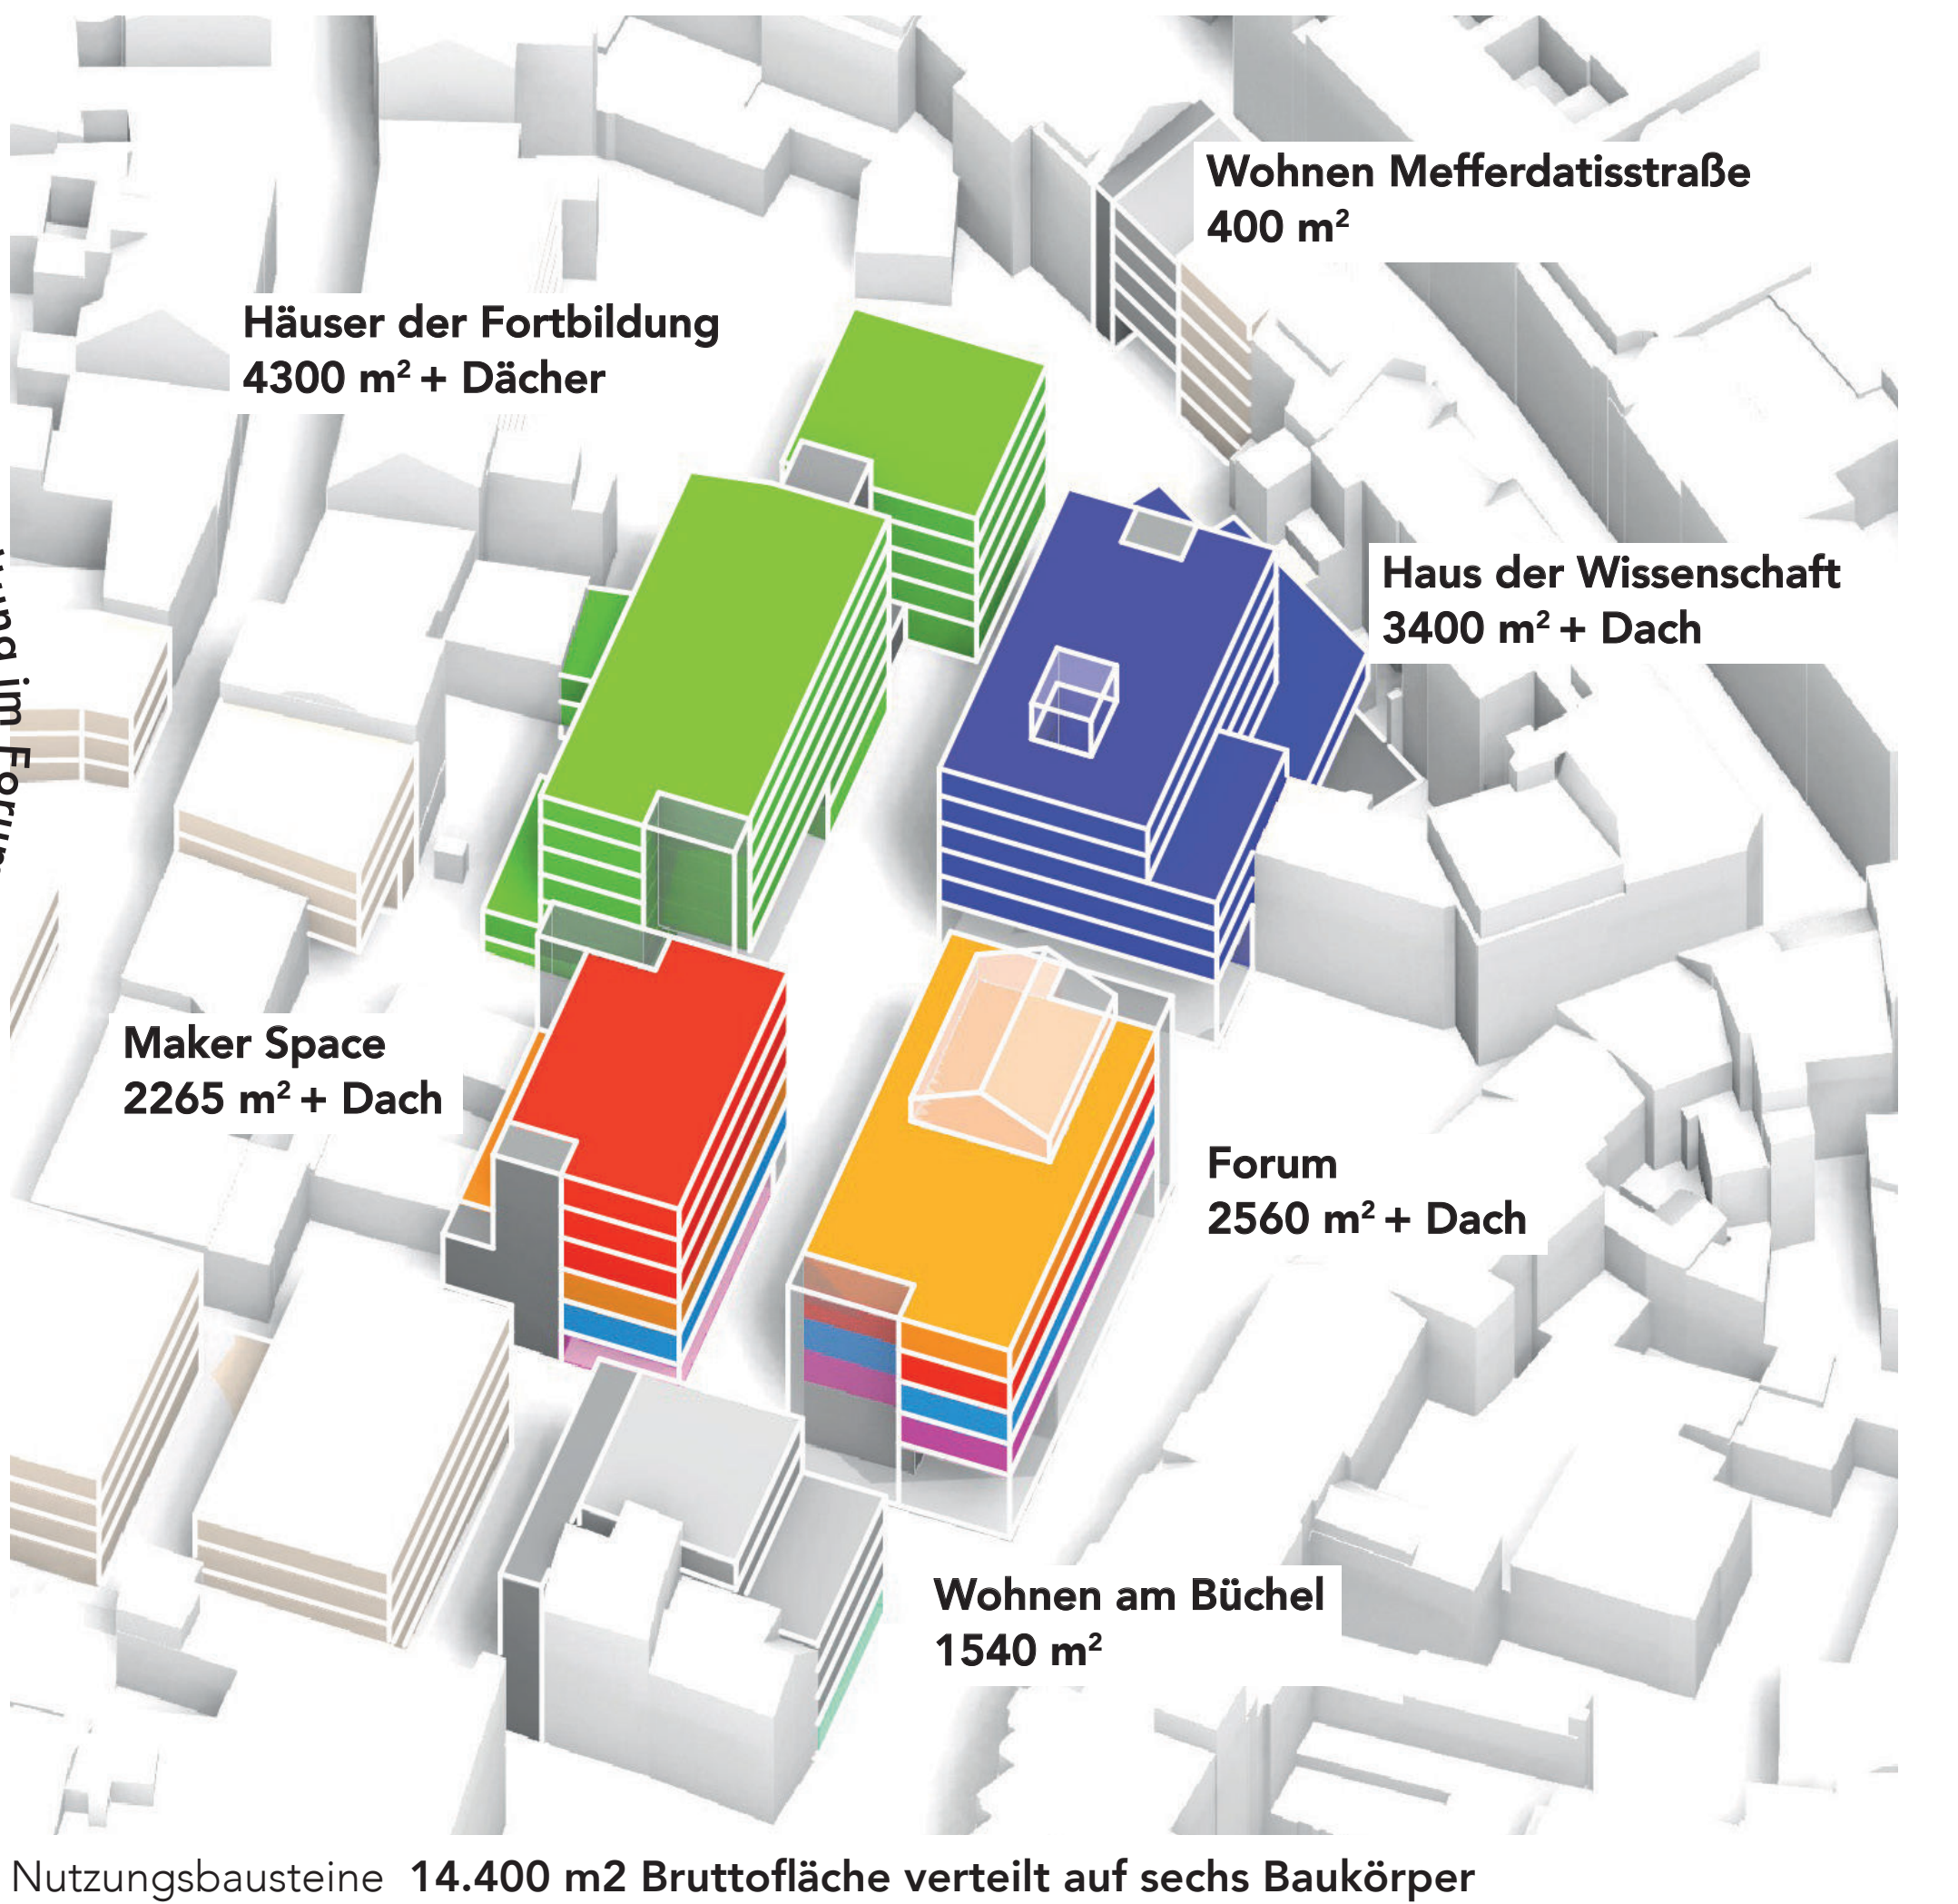 Wohnen Mefferdatisstraße
400 m²
Häuser der Fortbildung
4300 m² + Dächer
Haus der Wissenschaft
3400 m² + Dach
im
Maker Space
2265 m² + Dach
Forum
2560 m² + Dach
Wohnen am Büchel
1540 m²
Nutzungsbausteine 14.400 m2 Bruttofläche verteilt auf sechs Baukörper